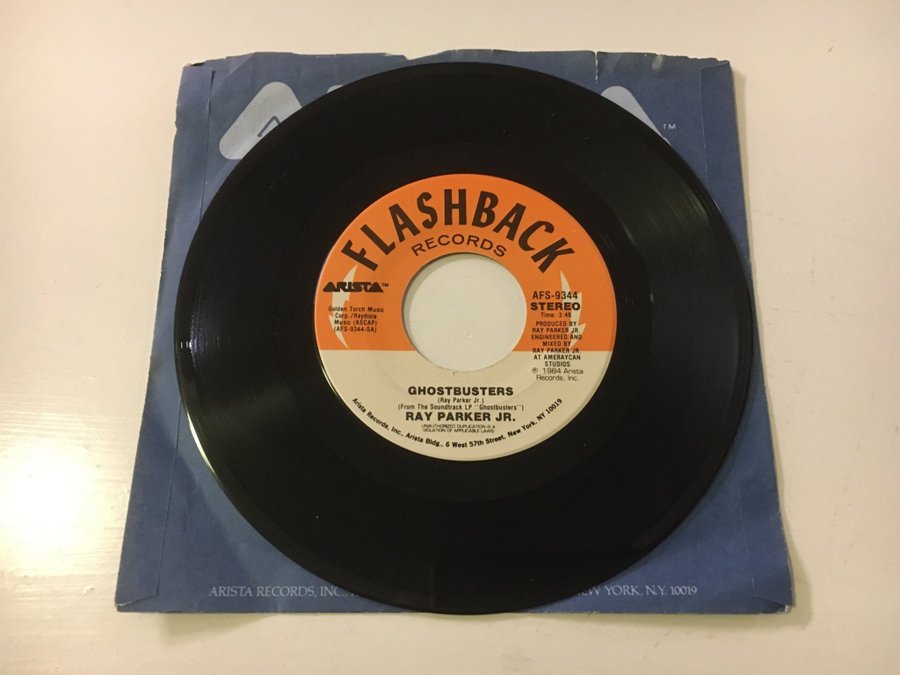 ™
FLASHBACK
RECORDS
ARISTA™
Golden Torch Music
Corp./Raydiola
Music (ASCAP)
(AFS-9344-SA)
AFS-9344
STEREO
Time: 3:46
PRODUCED BY
RAY PARKER JR.
ENGINEERED AND
MIXED BY
RAY PARKER JR.
AT AMERAYCAN
STUDIOS
℗ 1984 Arista
Records, Inc.
GHOSTBUSTERS
(Ray Parker Jr.)
(From The Soundtrack LP "Ghostbusters")
RAY PARKER JR.
UNAUTHORIZED DUPLICATION IS A
VIOLATION OF APPLICABLE LAWS
Arista Records, Inc., Arista Bldg., 6 West 57th Street, New York, NY 10019
ARISTA RECORDS, INC., NEW YORK, N.Y. 10019